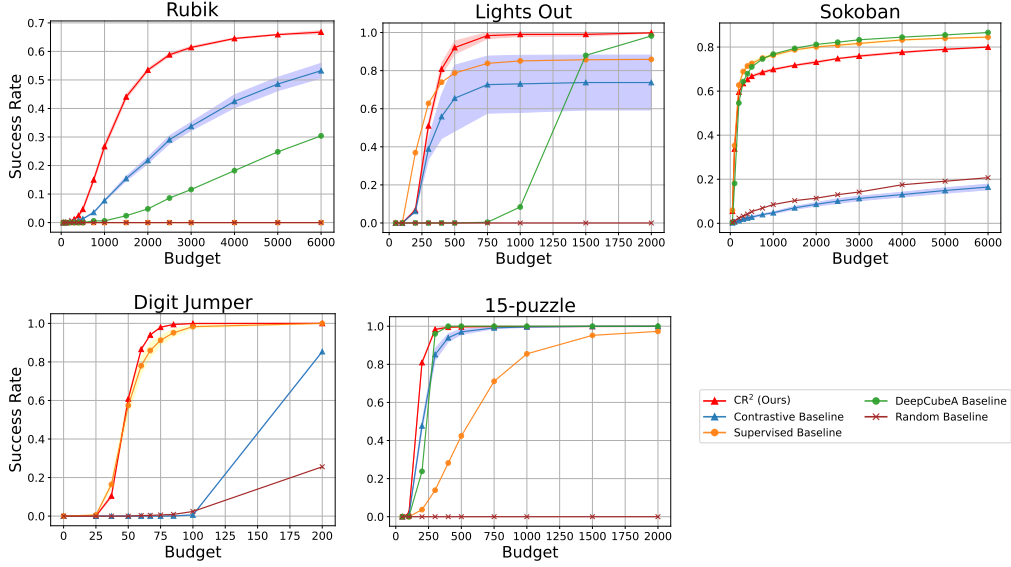 Rubik
Success Rate
0.7
0.6
0.5
0.4
0.3
0.2
0.1
0.0
0 1000 2000 3000 4000 5000 6000
Budget
Lights Out
1.0
0.8
0.6
0.4
0.2
0.0
0 250 500 750 1000 1250 1500 1750 2000
Budget
Sokoban
0.8
0.6
0.4
0.2
0.0
0 1000 2000 3000 4000 5000 6000
Budget
Digit Jumper
Success Rate
1.0
0.8
0.6
0.4
0.2
0.0
0 25 50 75 100 125 150 175 200
Budget
15-puzzle
1.0
0.8
0.6
0.4
0.2
0.0
0 250 500 750 1000 1250 1500 1750 2000
Budget
CR² (Ours)
Contrastive Baseline
Supervised Baseline
DeepCubeA Baseline
Random Baseline